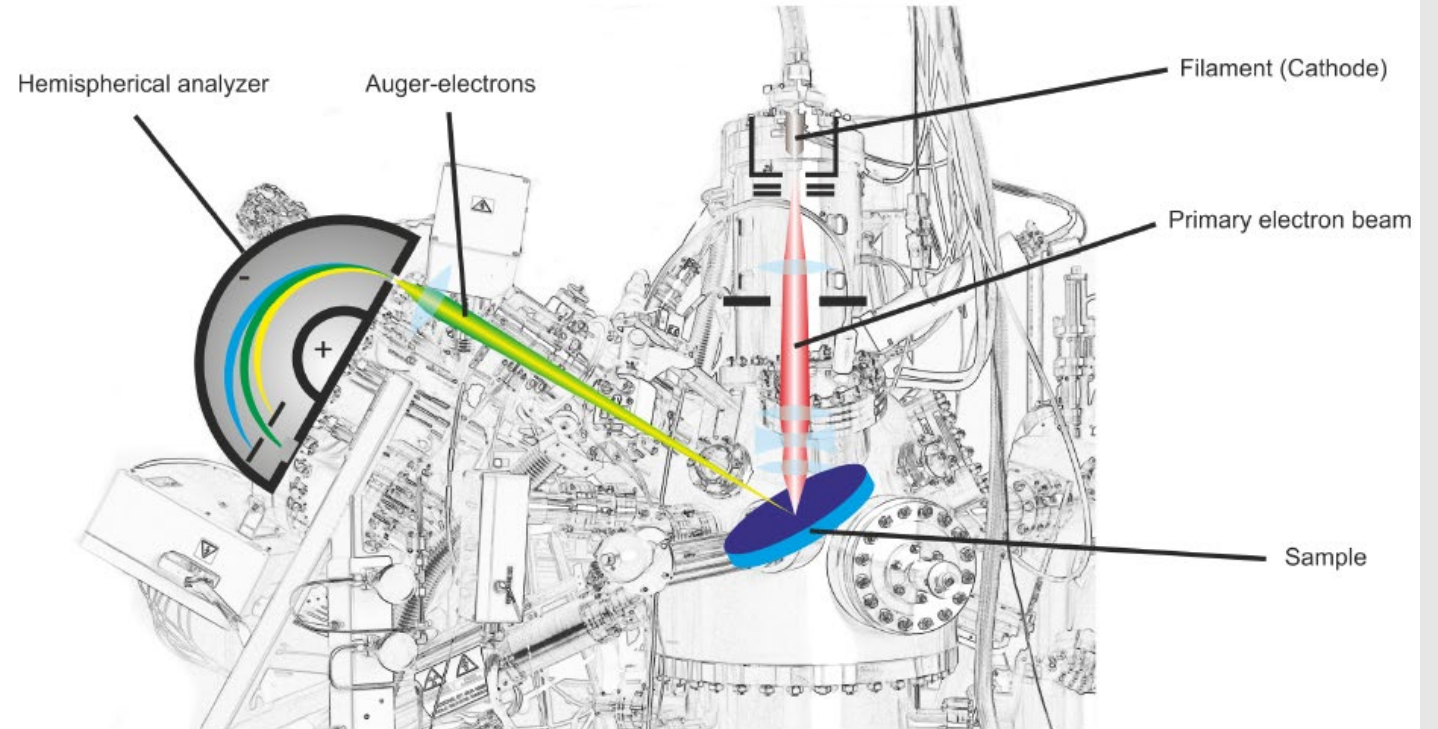 Hemispherical analyzer
Auger-electrons
Filament (Cathode)
Primary electron beam
-
+
Sample